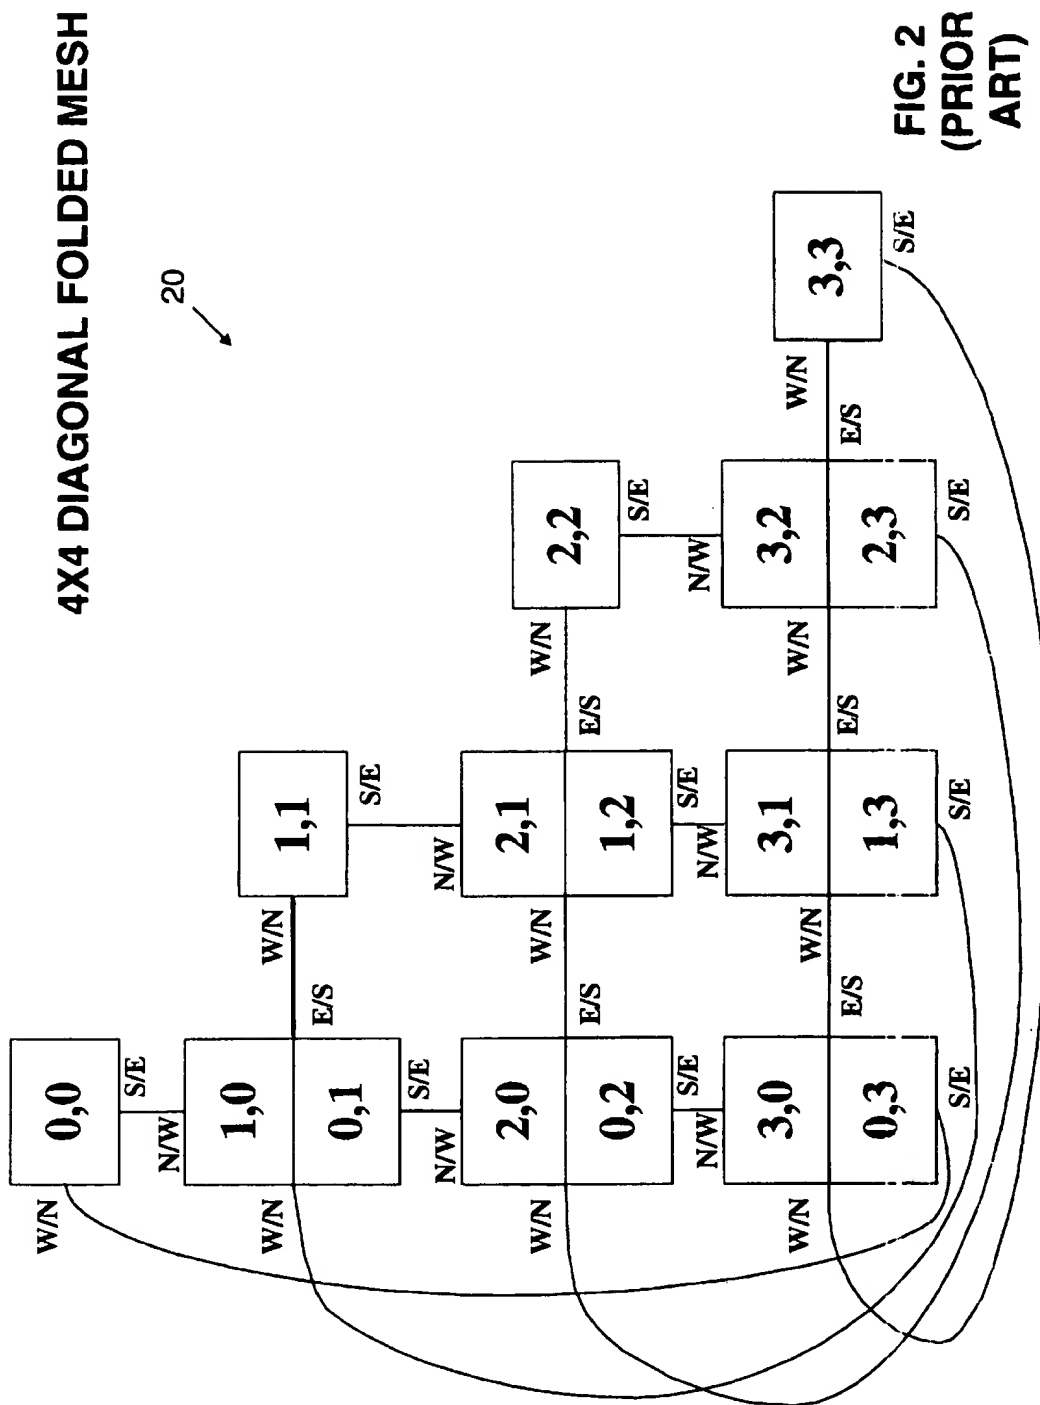 4X4 DIAGONAL FOLDED MESH
20
W/N
0,0
S/E
N/W
1,0
W/N
W/N
1,1
E/S
0,1
S/E
S/E
N/W
N/W
2,0
2,1
W/N
W/N
W/N
2,2
E/S
E/S
0,2
1,2
S/E
S/E
S/E
N/W
N/W
N/W
3,0
3,1
3,2
W/N
W/N
W/N
W/N
3,3
E/S
E/S
E/S
0,3
1,3
2,3
S/E
S/E
S/E
S/E
FIG. 2
(PRIOR
ART)